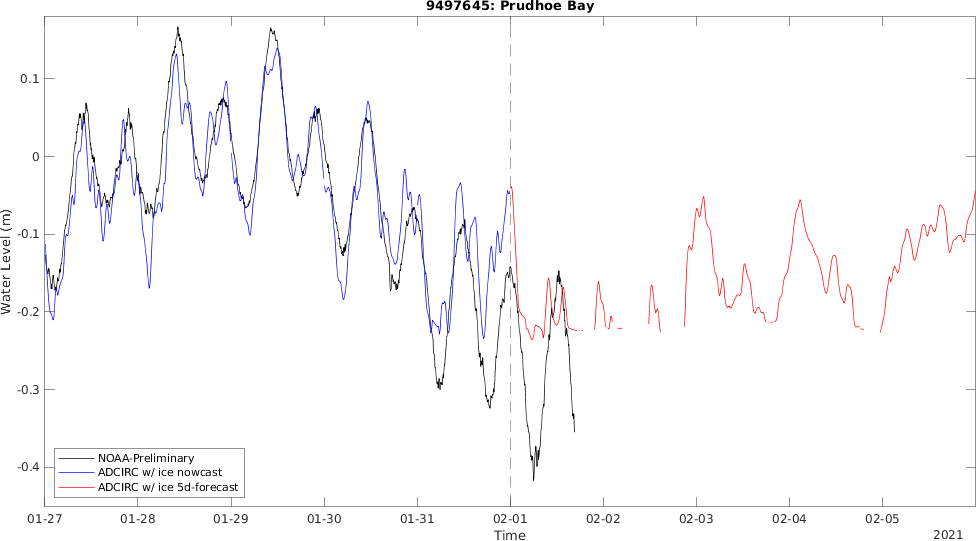 9497645: Prudhoe Bay
Water Level (m)
0.1
0
-0.1
-0.2
-0.3
-0.4
NOAA-Preliminary
ADCIRC w/ ice nowcast
ADCIRC w/ ice 5d-forecast
01-27 01-28 01-29 01-30 01-31 02-01 02-02 02-03 02-04 02-05
Time
2021